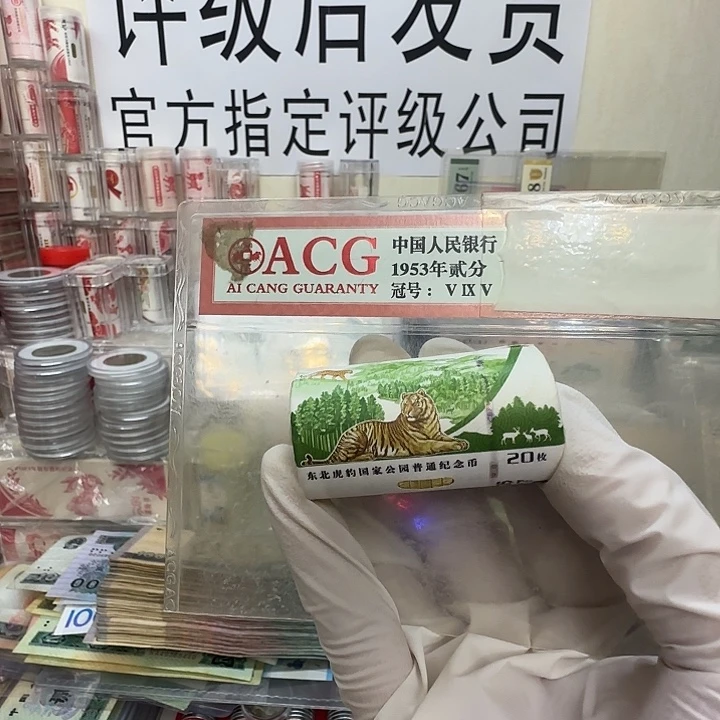 评级后发货
官方指定评级公司
67
8
ACG
AI CANG GUARANTY
中国人民银行
1953年贰分
冠号： V IX V
东北虎豹国家公园普通纪念币
20枚